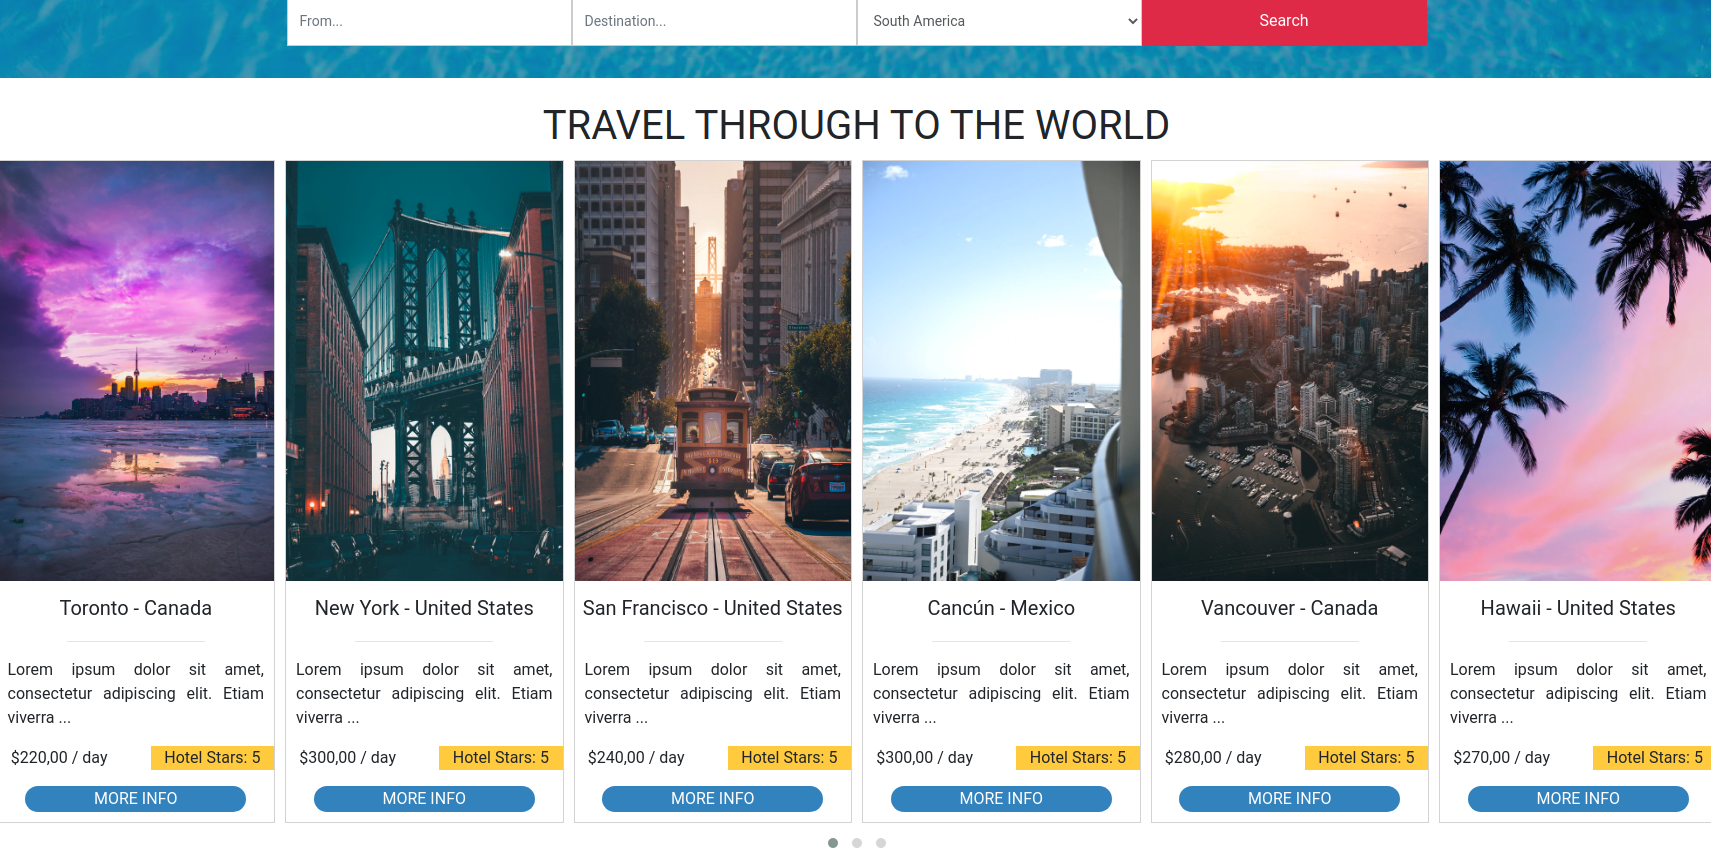 From...
Destination...
South America
Search
TRAVEL THROUGH TO THE WORLD
Toronto - Canada
Lorem ipsum dolor sit amet,
consectetur adipiscing elit. Etiam
viverra ...
$220,00 / day
Hotel Stars: 5
MORE INFO
New York - United States
Lorem ipsum dolor sit amet,
consectetur adipiscing elit. Etiam
viverra ...
$300,00 / day
Hotel Stars: 5
MORE INFO
San Francisco - United States
Lorem ipsum dolor sit amet,
consectetur adipiscing elit. Etiam
viverra ...
$240,00 / day
Hotel Stars: 5
MORE INFO
Cancún - Mexico
Lorem ipsum dolor sit amet,
consectetur adipiscing elit. Etiam
viverra ...
$300,00 / day
Hotel Stars: 5
MORE INFO
Vancouver - Canada
Lorem ipsum dolor sit amet,
consectetur adipiscing elit. Etiam
viverra ...
$280,00 / day
Hotel Stars: 5
MORE INFO
Hawaii - United States
Lorem ipsum dolor sit amet,
consectetur adipiscing elit. Etiam
viverra ...
$270,00 / day
Hotel Stars: 5
MORE INFO